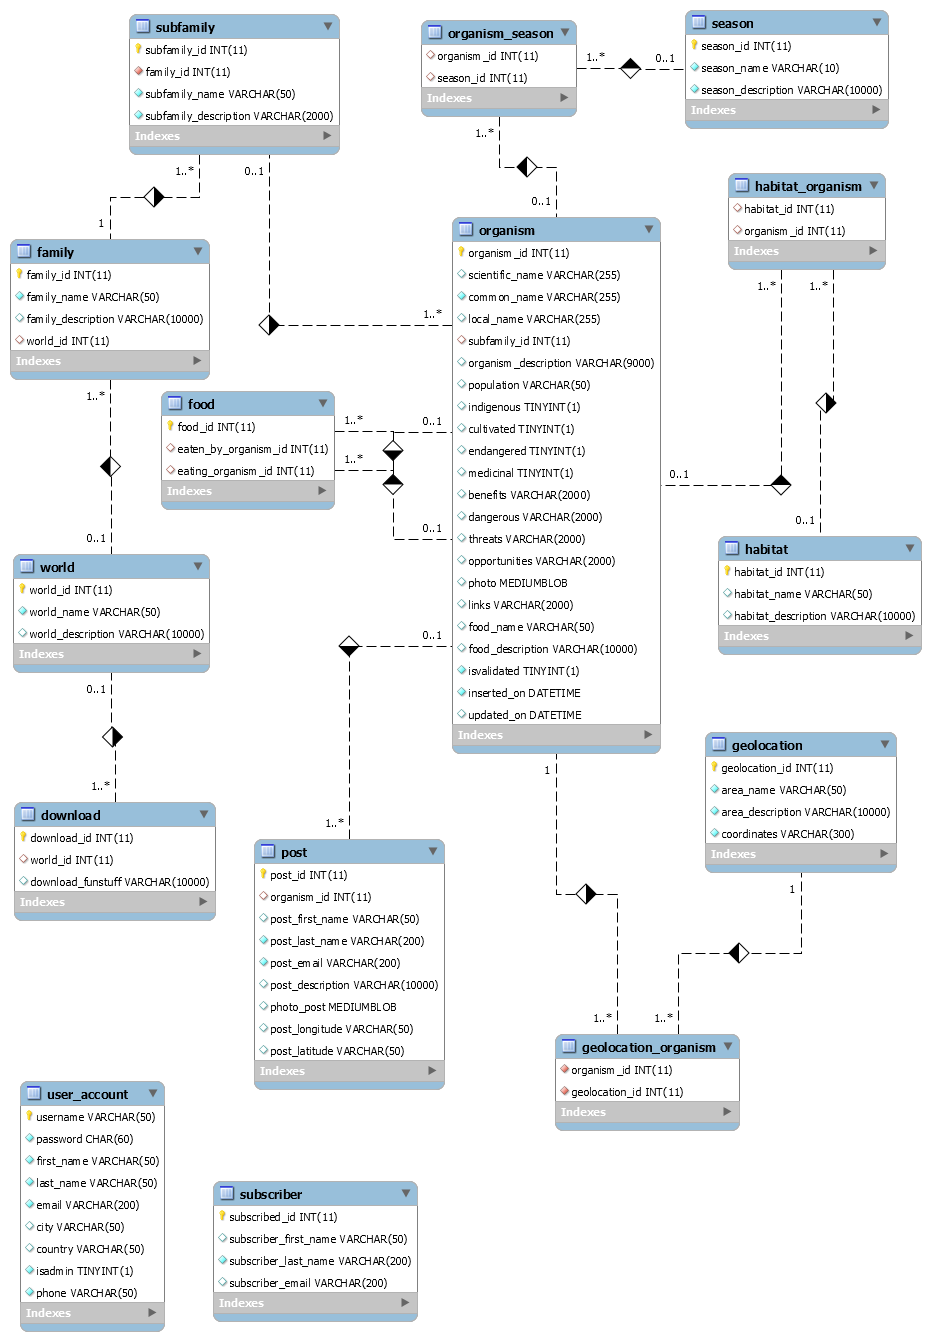 subfamily
subfamily_id INT(11)
family_id INT(11)
subfamily_name VARCHAR(50)
subfamily_description VARCHAR(2000)
Indexes
organism_season
organism_id INT(11)
season_id INT(11)
Indexes
season
season_id INT(11)
season_name VARCHAR(10)
season_description VARCHAR(10000)
Indexes
1..*
0..1
1..*
0..1
1..*
0..1
1
habitat_organism
habitat_id INT(11)
organism_id INT(11)
Indexes
1..*
1..*
family
family_id INT(11)
family_name VARCHAR(50)
family_description VARCHAR(10000)
world_id INT(11)
Indexes
1..*
organism
organism_id INT(11)
scientific_name VARCHAR(255)
common_name VARCHAR(255)
local_name VARCHAR(255)
subfamily_id INT(11)
organism_description VARCHAR(9000)
population VARCHAR(50)
indigenous TINYINT(1)
cultivated TINYINT(1)
endangered TINYINT(1)
medicinal TINYINT(1)
benefits VARCHAR(2000)
dangerous VARCHAR(2000)
threats VARCHAR(2000)
opportunities VARCHAR(2000)
photo MEDIUMBLOB
links VARCHAR(2000)
food_name VARCHAR(50)
food_description VARCHAR(10000)
isvalidated TINYINT(1)
inserted_on DATETIME
updated_on DATETIME
Indexes
1..*
food
food_id INT(11)
eaten_by_organism_id INT(11)
eating_organism_id INT(11)
Indexes
1..*
0..1
1..*
0..1
0..1
0..1
habitat
habitat_id INT(11)
habitat_name VARCHAR(50)
habitat_description VARCHAR(10000)
Indexes
0..1
world
world_id INT(11)
world_name VARCHAR(50)
world_description VARCHAR(10000)
Indexes
0..1
1..*
0..1
1..*
download
download_id INT(11)
world_id INT(11)
download_funstuff VARCHAR(10000)
Indexes
geolocation
geolocation_id INT(11)
area_name VARCHAR(50)
area_description VARCHAR(10000)
coordinates VARCHAR(300)
Indexes
1
1
post
post_id INT(11)
organism_id INT(11)
post_first_name VARCHAR(50)
post_last_name VARCHAR(200)
post_email VARCHAR(200)
post_description VARCHAR(10000)
photo_post MEDIUMBLOB
post_longitude VARCHAR(50)
post_latitude VARCHAR(50)
Indexes
1..*
1..*
geolocation_organism
organism_id INT(11)
geolocation_id INT(11)
Indexes
user_account
username VARCHAR(50)
password CHAR(60)
first_name VARCHAR(50)
last_name VARCHAR(50)
email VARCHAR(200)
city VARCHAR(50)
country VARCHAR(50)
isadmin TINYINT(1)
phone VARCHAR(50)
Indexes
subscriber
subscribed_id INT(11)
subscriber_first_name VARCHAR(50)
subscriber_last_name VARCHAR(200)
subscriber_email VARCHAR(200)
Indexes